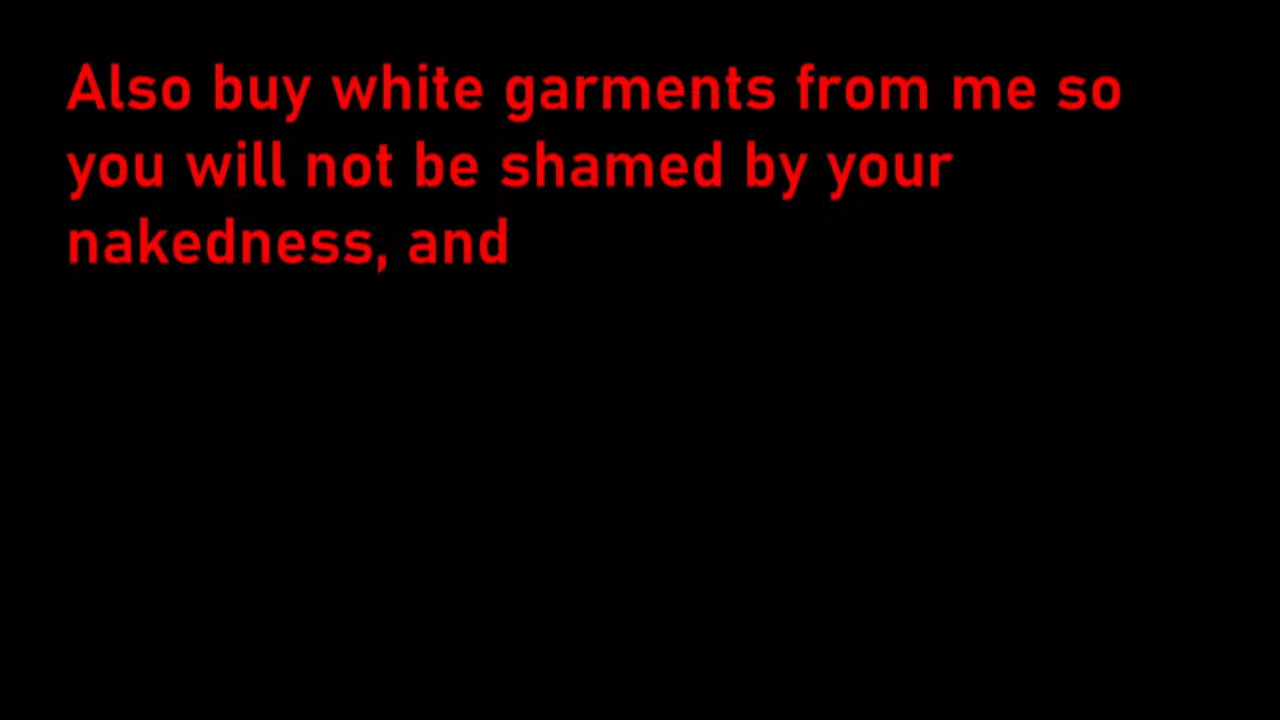 Also buy white garments from me so
you will not be shamed by your
nakedness, and